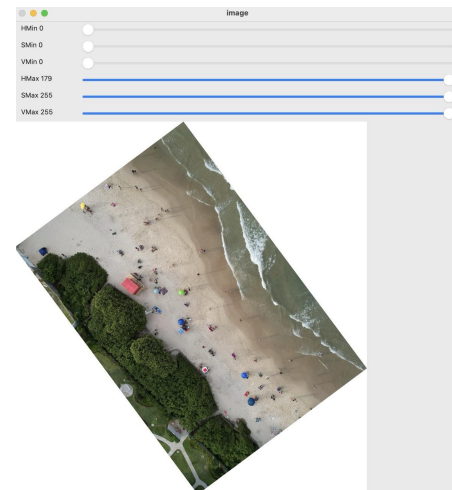 image
HMin 0
SMin 0
VMin 0
HMax 179
SMax 255
VMax 255